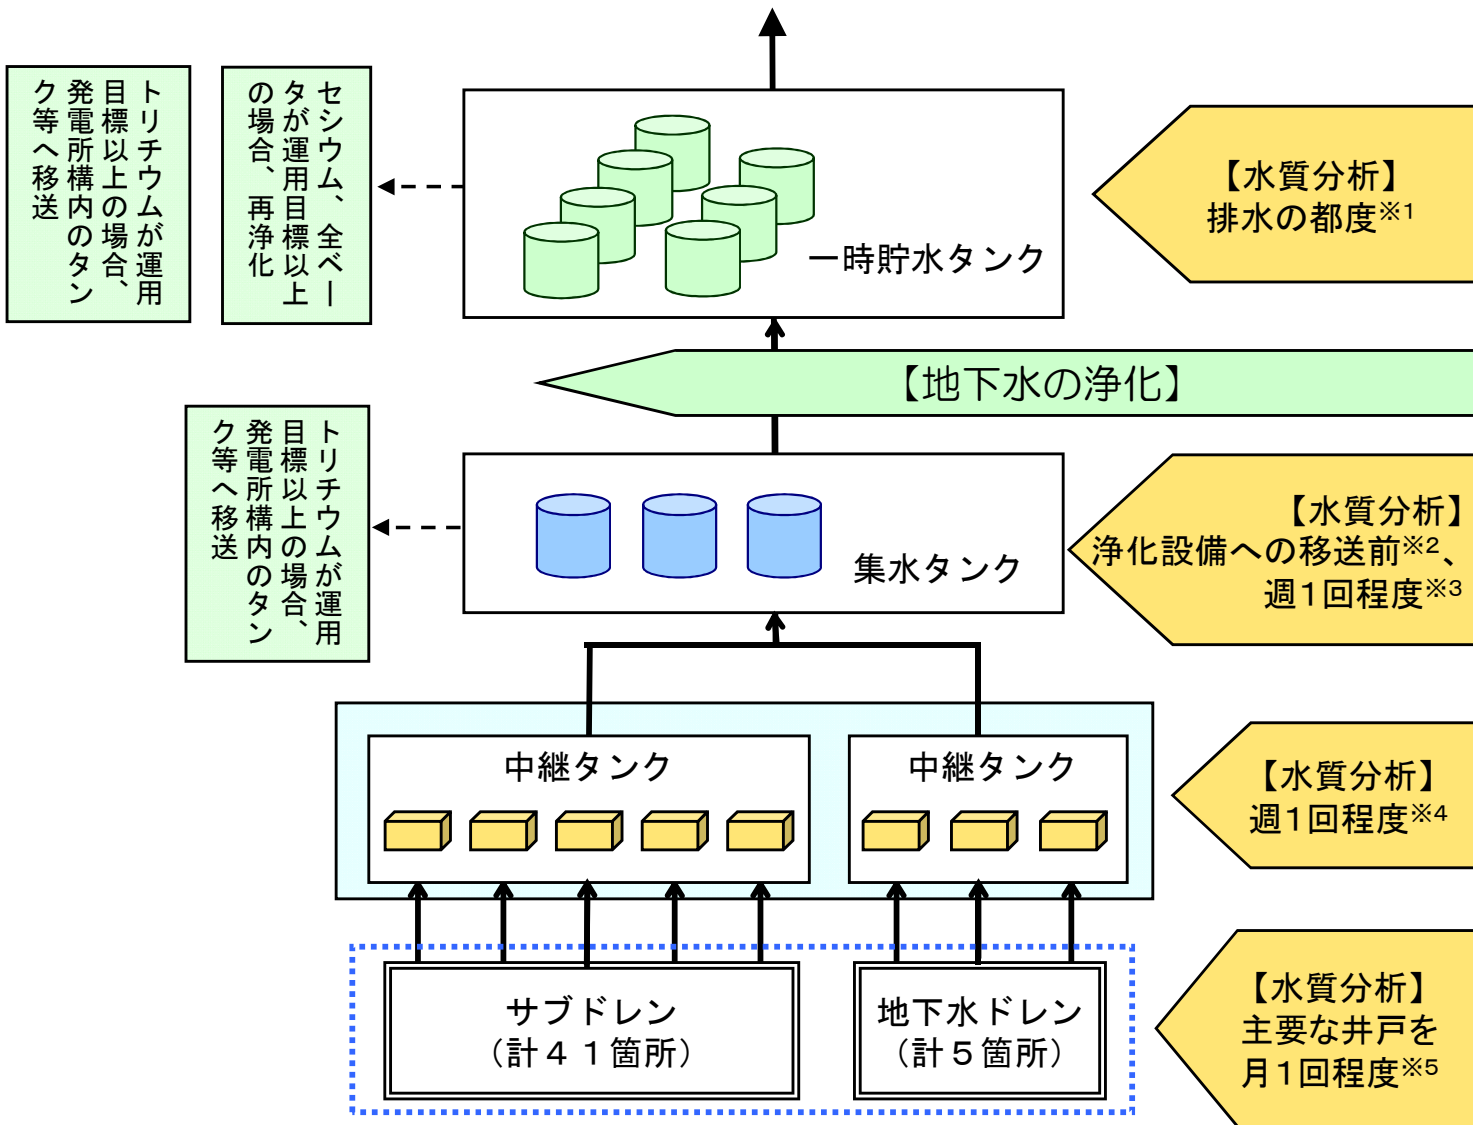 トリチウムが運用
目標以上の場合、
発電所構内のタン
ク等へ移送
セシウム、全ベー
タが運用目標以上
の場合、再浄化
一時貯水タンク
【水質分析】
排水の都度※1
【地下水の浄化】
トリチウムが運用
目標以上の場合、
発電所構内のタン
ク等へ移送
集水タンク
【水質分析】
浄化設備への移送前※2、
週1回程度※3
中継タンク
中継タンク
【水質分析】
週1回程度※4
サブドレン
（計４１箇所）
地下水ドレン
（計５箇所）
【水質分析】
主要な井戸を
月1回程度※5